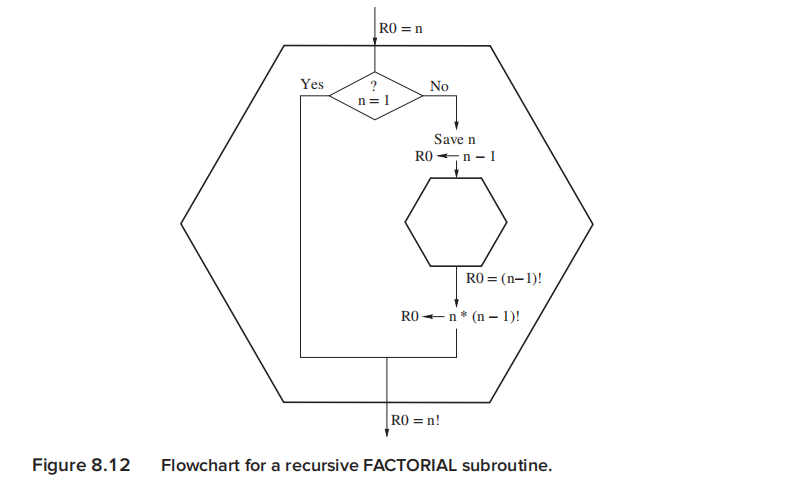 R0 = n
Yes
?
No
n = 1
Save n
R0 ← n − 1
R0 = (n−1)!
R0 ← n * (n − 1)!
R0 = n!
Figure 8.12 Flowchart for a recursive FACTORIAL subroutine.